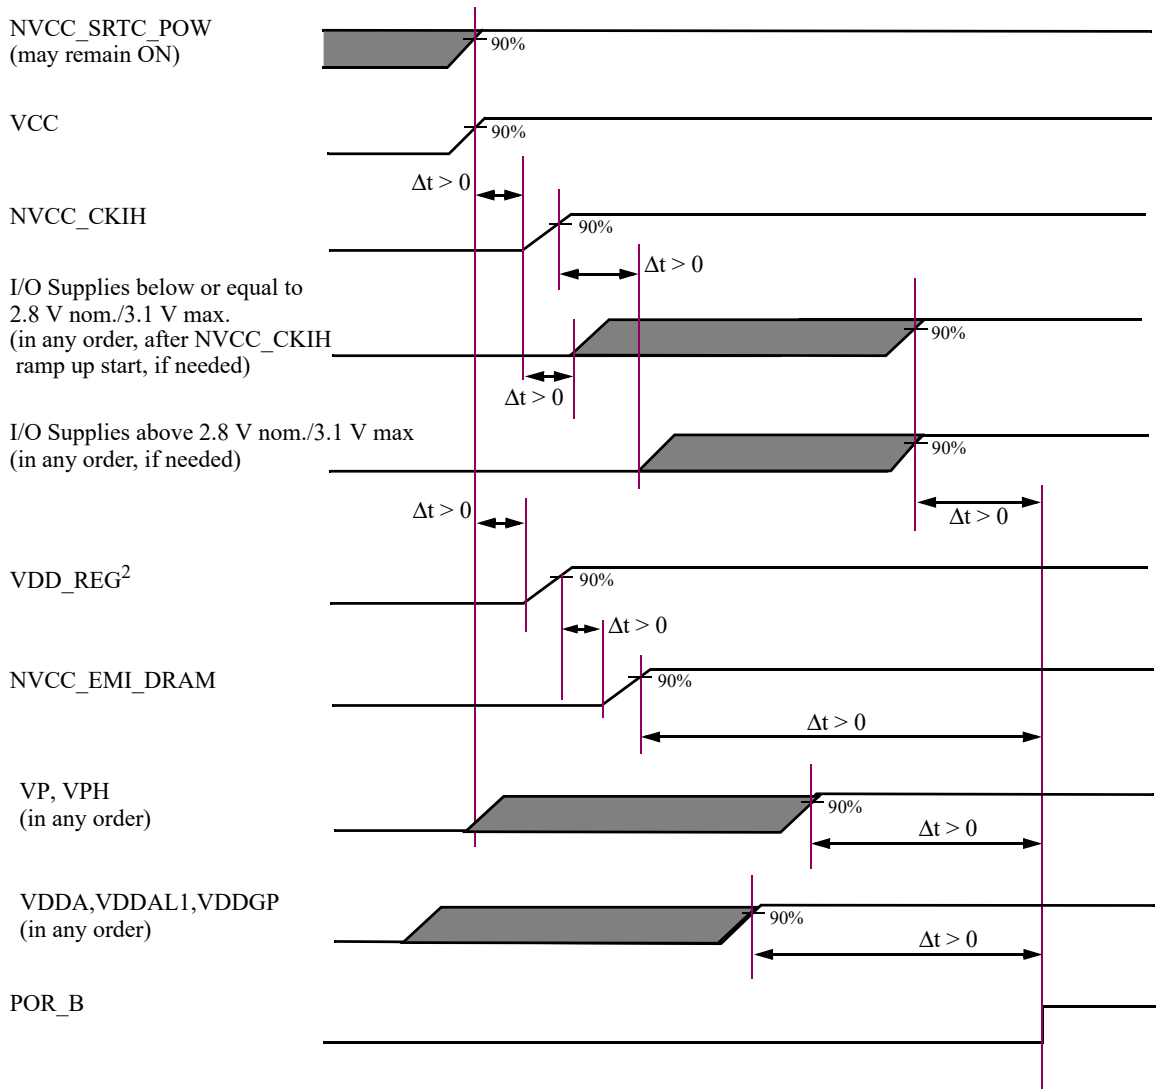 NVCC_SRTC_POW
(may remain ON)
90%
VCC
90%
Δt > 0
NVCC_CKIH
90%
Δt > 0
I/O Supplies below or equal to
2.8 V nom./3.1 V max.
(in any order, after NVCC_CKIH
ramp up start, if needed)
90%
Δt > 0
I/O Supplies above 2.8 V nom./3.1 V max
(in any order, if needed)
90%
Δt > 0
Δt > 0
VDD_REG²
90%
Δt > 0
NVCC_EMI_DRAM
90%
Δt > 0
VP, VPH
(in any order)
90%
Δt > 0
VDDA,VDDAL1,VDDGP
(in any order)
90%
Δt > 0
POR_B